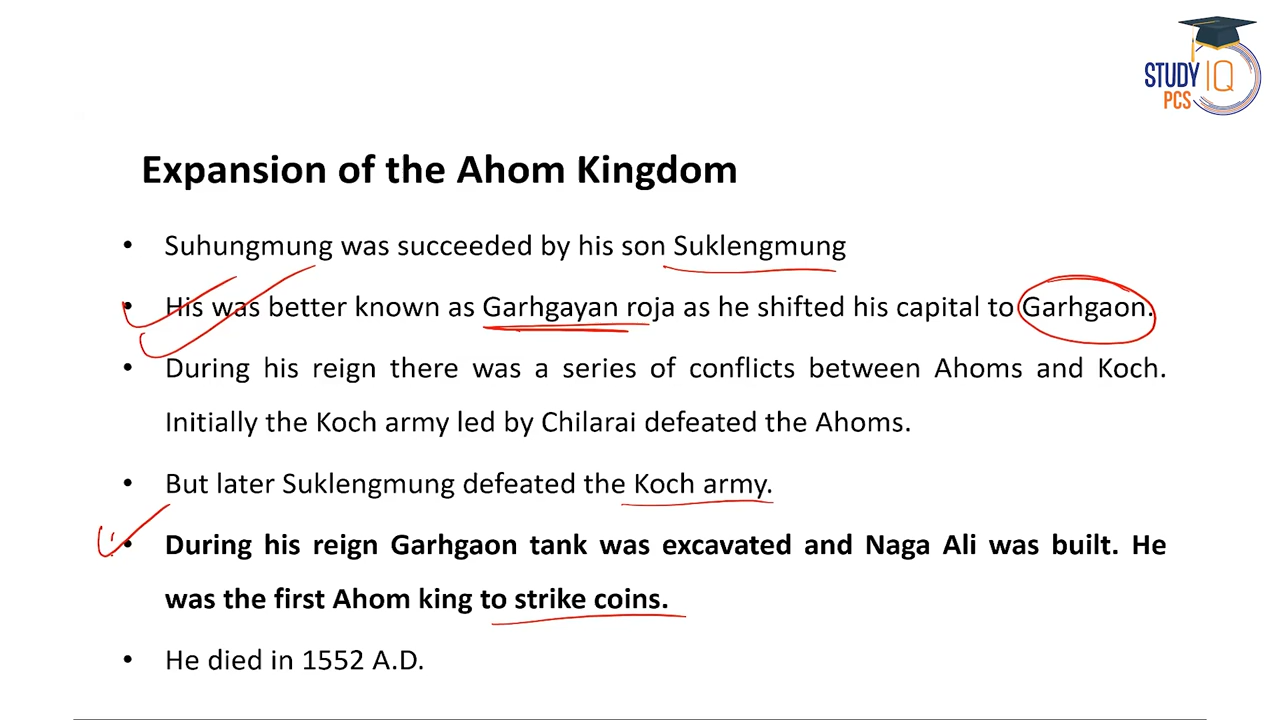 STUDY IQ
PCS
Expansion of the Ahom Kingdom
• Suhungmung was succeeded by his son Suklengmung
• His was better known as Garhgayan roja as he shifted his capital to Garhgaon.
• During his reign there was a series of conflicts between Ahoms and Koch.
Initially the Koch army led by Chilarai defeated the Ahoms.
• But later Suklengmung defeated the Koch army.
• During his reign Garhgaon tank was excavated and Naga Ali was built. He
was the first Ahom king to strike coins.
• He died in 1552 A.D.